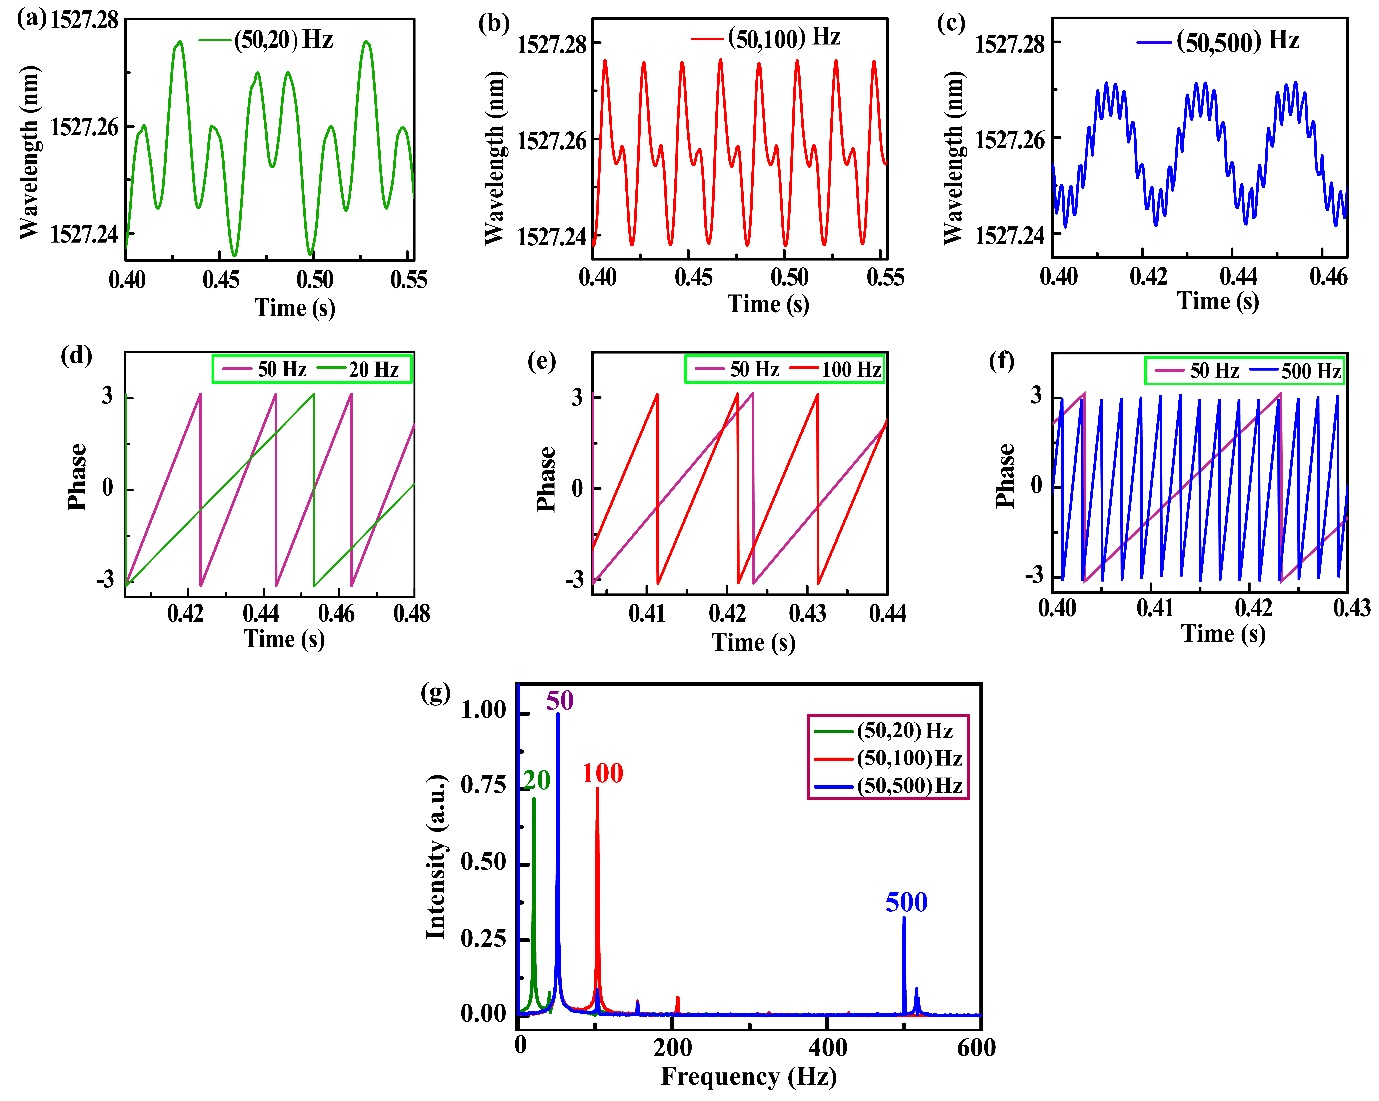 (a)
1527.28
1527.26
1527.24
Wavelength (nm)
(50,20) Hz
0.40 0.45 0.50 0.55
Time (s)
(b)
1527.28
1527.26
1527.24
Wavelength (nm)
(50,100) Hz
0.40 0.45 0.50 0.55
Time (s)
(c)
1527.28
1527.26
1527.24
Wavelength (nm)
(50,500) Hz
0.40 0.42 0.44 0.46
Time (s)
(d)
50 Hz 20 Hz
3
0
-3
Phase
0.42 0.44 0.46 0.48
Time (s)
(e)
50 Hz 100 Hz
3
0
-3
Phase
0.41 0.42 0.43 0.44
Time (s)
(f)
50 Hz 500 Hz
3
0
-3
Phase
0.40 0.41 0.42 0.43
Time (s)
(g)
1.00
0.75
0.50
0.25
0.00
Intensity (a.u.)
50
20
100
500
(50,20) Hz
(50,100)Hz
(50,500)Hz
0 200 400 600
Frequency (Hz)